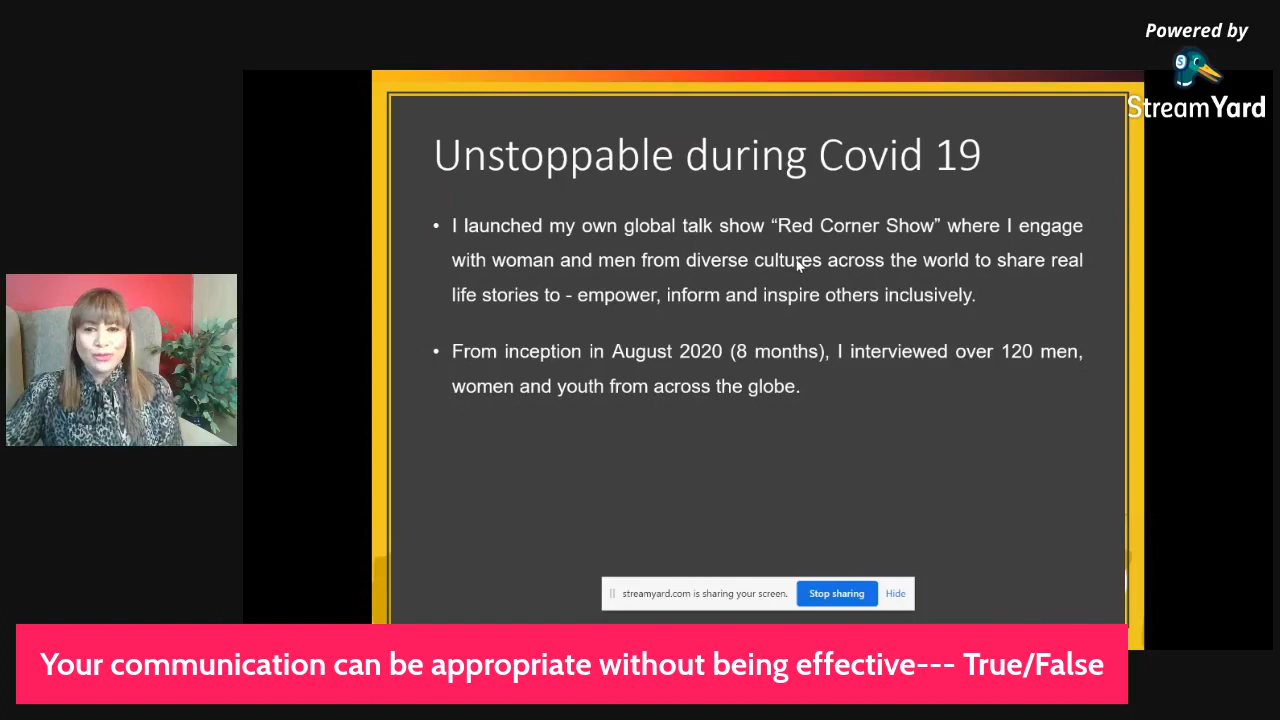 Powered by
StreamYard
Unstoppable during Covid 19
• I launched my own global talk show “Red Corner Show” where I engage
with woman and men from diverse cultures across the world to share real
life stories to - empower, inform and inspire others inclusively.
• From inception in August 2020 (8 months), I interviewed over 120 men,
women and youth from across the globe.
streamyard.com is sharing your screen. Stop sharing Hide
Your communication can be appropriate without being effective--- True/False